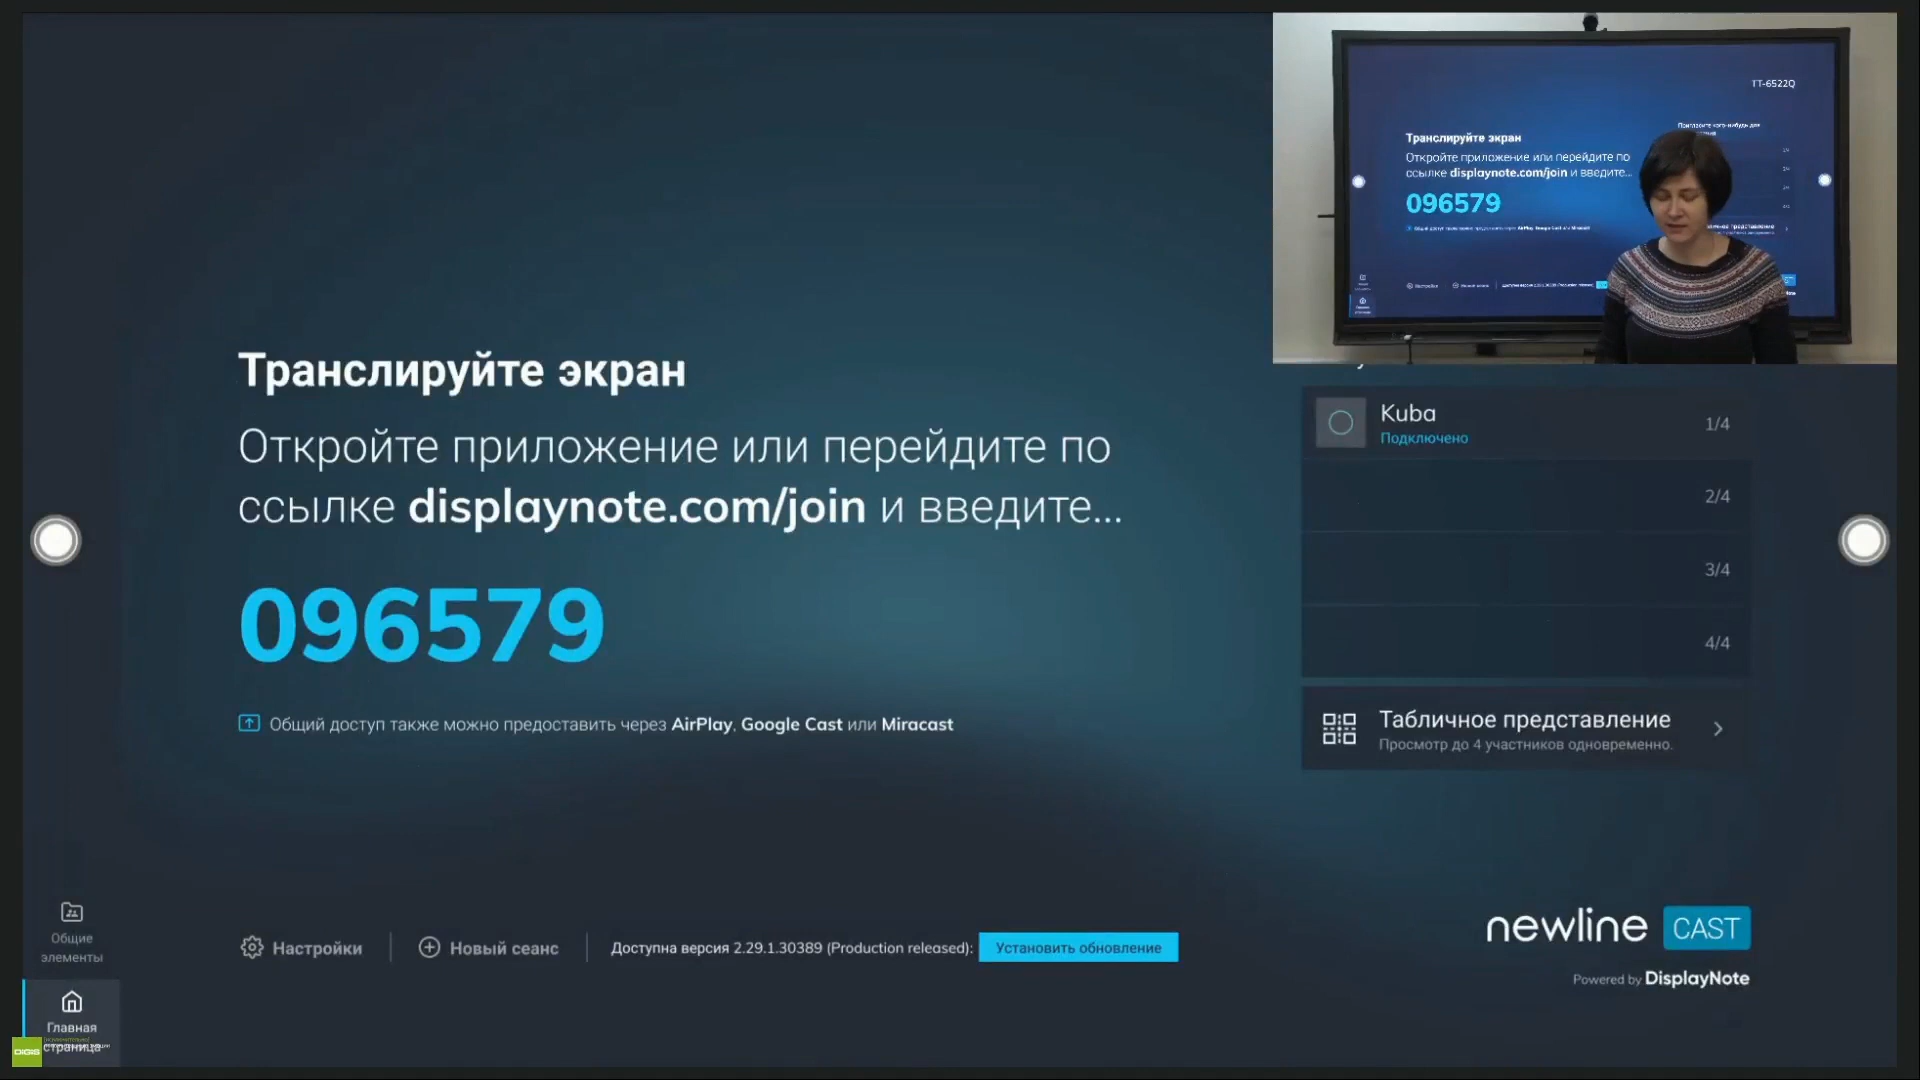 TT-6522Q
Транслируйте экран
Откройте приложение или перейдите по
ссылке displaynote.com/join и введите...
096579
Транслируйте экран
Откройте приложение или перейдите по
ссылке displaynote.com/join и введите...
096579
Общий доступ также можно предоставить через AirPlay, Google Cast или Miracast
Kuba
Подключено
1/4
2/4
3/4
4/4
Табличное представление
Просмотр до 4 участников одновременно.
Общие
элементы
Главная
страница
Настройки
Новый сеанс
Доступна версия 2.29.1.30389 (Production released):
Установить обновление
newline CAST
Powered by DisplayNote
DIGIS